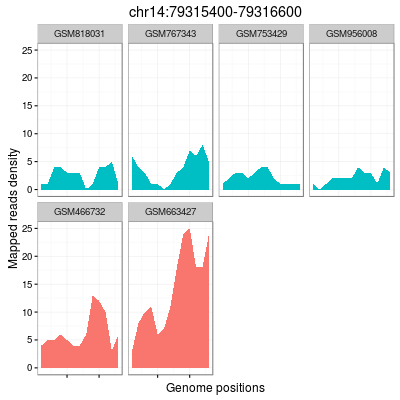 chr14:79315400-79316600
GSM818031 GSM767343 GSM753429 GSM956008
25
20
15
10
5
0
GSM466732 GSM663427
25
20
15
10
5
0
Mapped reads density
Genome positions